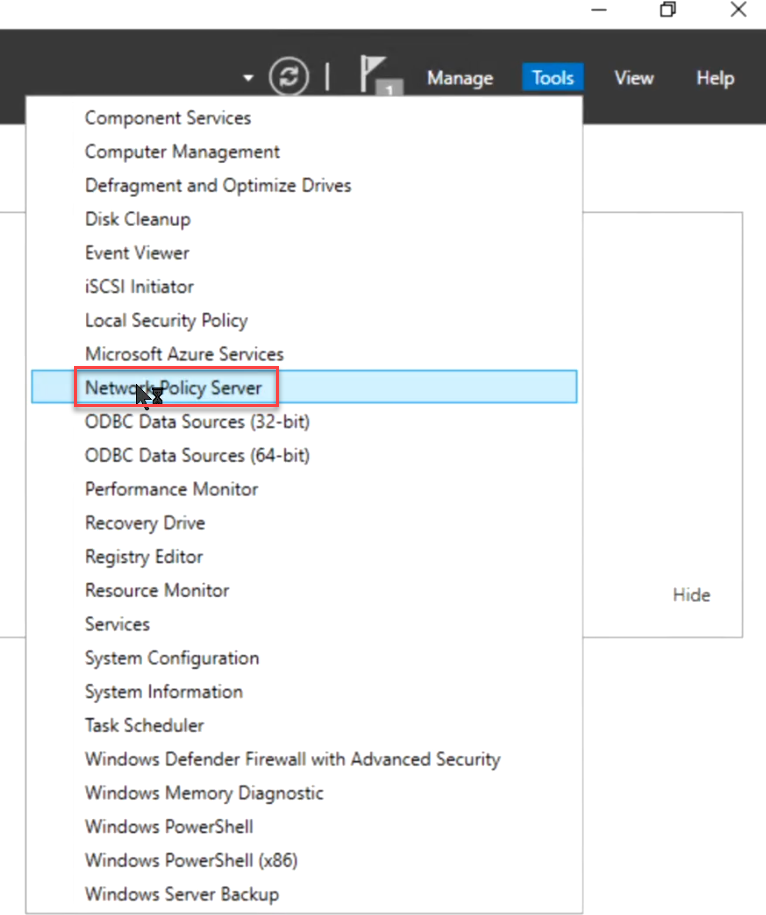 1 Manage Tools View Help
Component Services
Computer Management
Defragment and Optimize Drives
Disk Cleanup
Event Viewer
iSCSI Initiator
Local Security Policy
Microsoft Azure Services
Network Policy Server
ODBC Data Sources (32-bit)
ODBC Data Sources (64-bit)
Performance Monitor
Recovery Drive
Registry Editor
Resource Monitor
Hide
Services
System Configuration
System Information
Task Scheduler
Windows Defender Firewall with Advanced Security
Windows Memory Diagnostic
Windows PowerShell
Windows PowerShell (x86)
Windows Server Backup